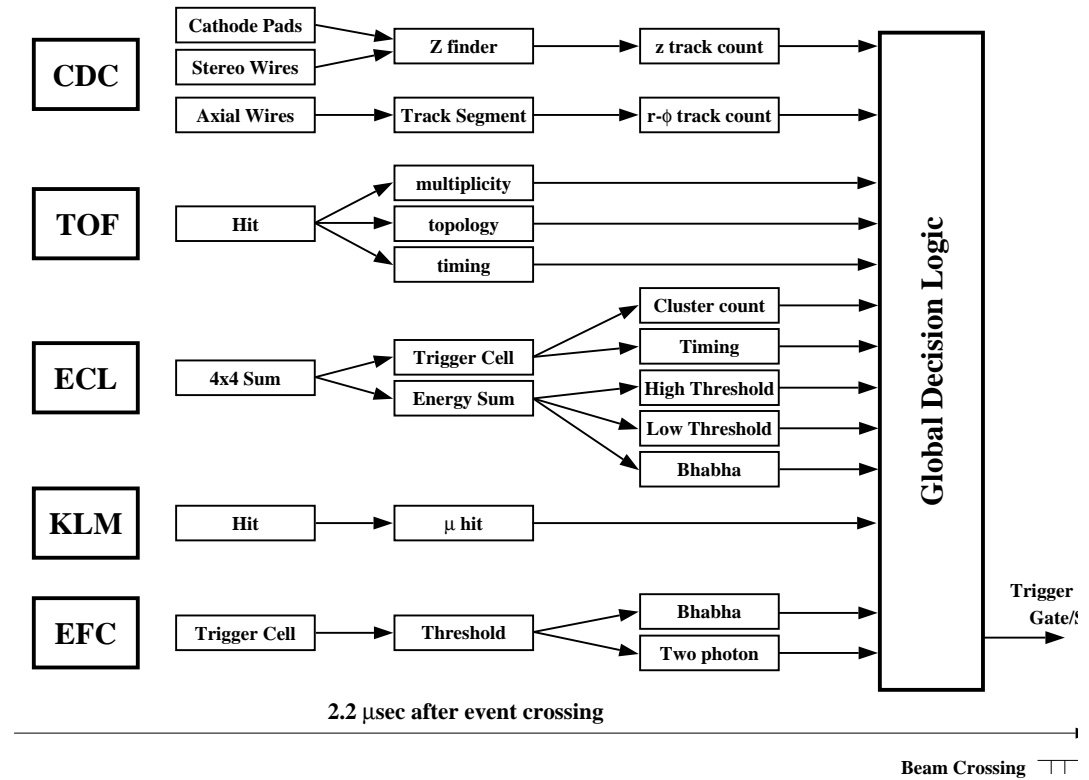 CDC
Cathode Pads
Stereo Wires
Axial Wires
Z finder
Track Segment
z track count
r-ϕ track count
TOF
Hit
multiplicity
topology
timing
ECL
4x4 Sum
Trigger Cell
Energy Sum
Cluster count
Timing
High Threshold
Low Threshold
Bhabha
KLM
Hit
μ hit
EFC
Trigger Cell
Threshold
Bhabha
Two photon
Global Decision Logic
Trigger
Gate/
2.2 μsec after event crossing
Beam Crossing